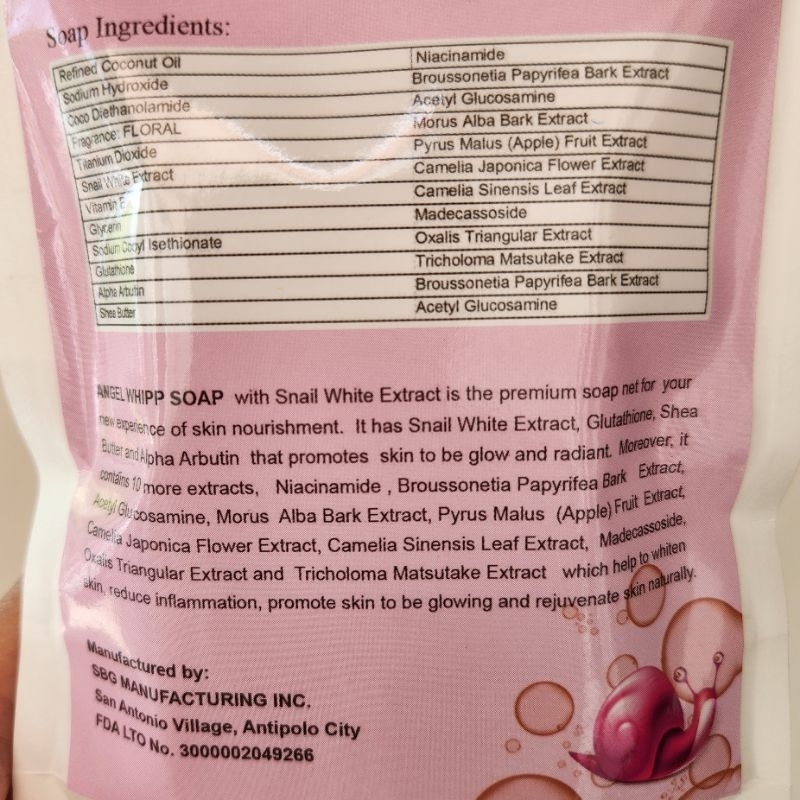 Soap Ingredients:
Refined Coconut Oil
Sodium Hydroxide
Coco Diethanolamide
Fragrance: FLORAL
Titanium Dioxide
Snail White Extract
Vitamin E
Glycerin
Sodium Cocyl Isethionate
Glutathione
Alpha Arbutin
Shea Butter
Niacinamide
Broussonetia Papyrifea Bark Extract
Acetyl Glucosamine
Morus Alba Bark Extract
Pyrus Malus (Apple) Fruit Extract
Camelia Japonica Flower Extract
Camelia Sinensis Leaf Extract
Madecassoside
Oxalis Triangular Extract
Tricholoma Matsutake Extract
Broussonetia Papyrifea Bark Extract
Acetyl Glucosamine
ANGEL WHIPP SOAP with Snail White Extract is the premium soap net for your
new experience of skin nourishment. It has Snail White Extract, Glutathione, Shea
Butter and Alpha Arbutin that promotes skin to be glow and radiant. Moreover, it
contains 10 more extracts, Niacinamide , Broussonetia Papyrifea Bark Extract,
Acetyl Glucosamine, Morus Alba Bark Extract, Pyrus Malus (Apple) Fruit Extract,
Camelia Japonica Flower Extract, Camelia Sinensis Leaf Extract, Madecassoside,
Oxalis Triangular Extract and Tricholoma Matsutake Extract which help to whiten
skin, reduce inflammation, promote skin to be glowing and rejuvenate skin naturally.
Manufactured by:
SBG MANUFACTURING INC.
San Antonio Village, Antipolo City
FDA LTO No. 3000002049266